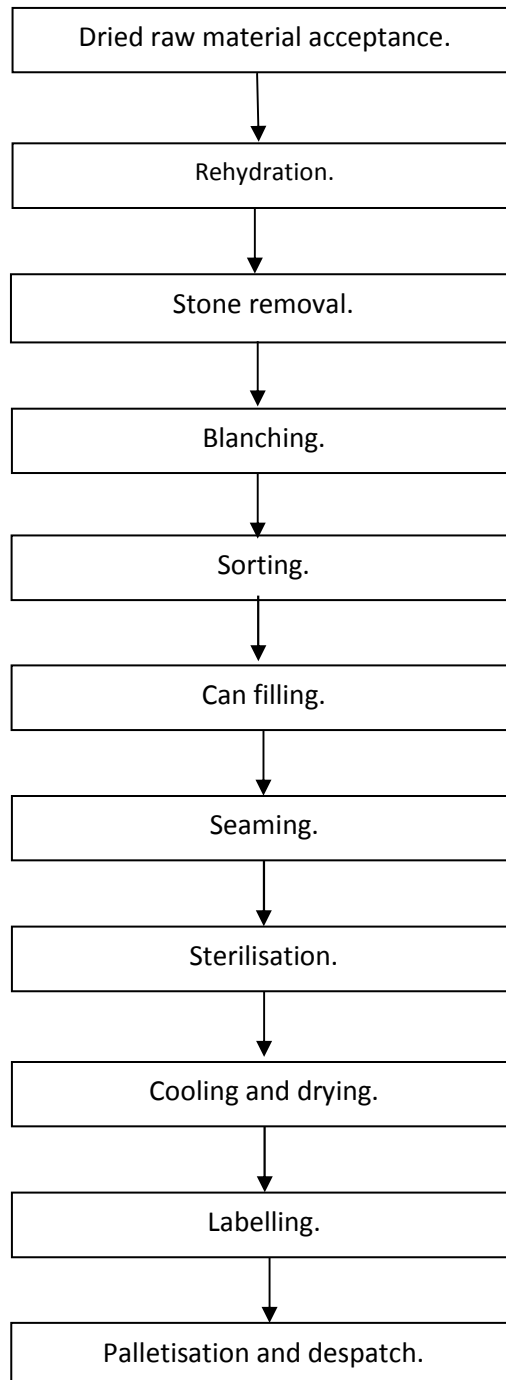 Dried raw material acceptance.
Rehydration.
Stone removal.
Blanching.
Sorting.
Can filling.
Seaming.
Sterilisation.
Cooling and drying.
Labelling.
Palletisation and despatch.